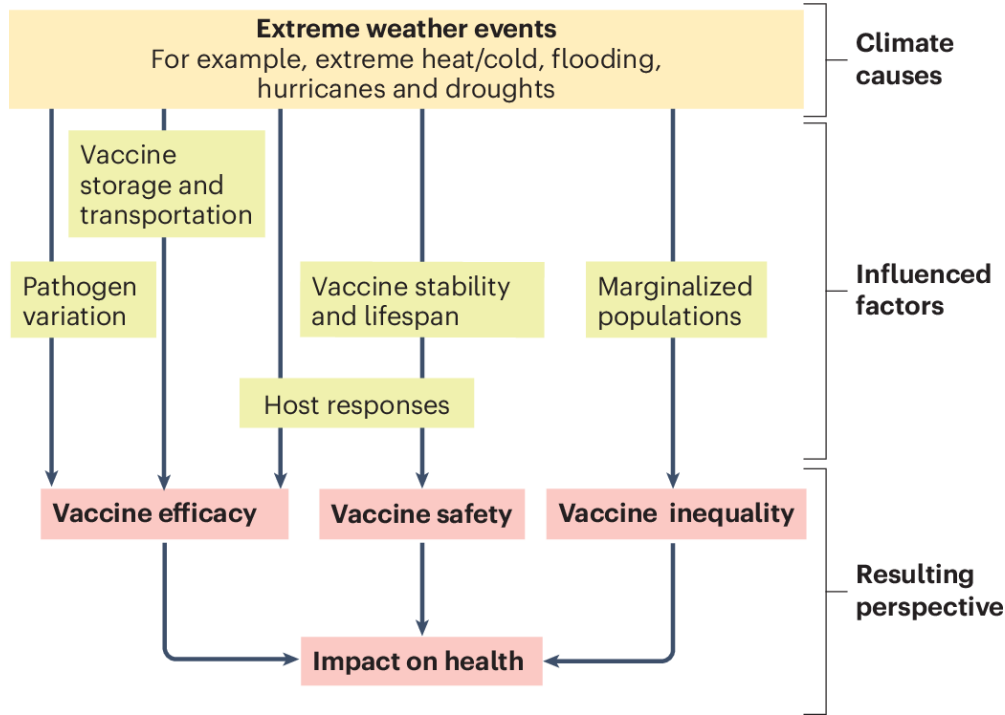 Extreme weather events
For example, extreme heat/cold, flooding,
hurricanes and droughts
Climate
causes
Vaccine
storage and
transportation
Pathogen
variation
Vaccine stability
and lifespan
Marginalized
populations
Influenced
factors
Host responses
Vaccine efficacy
Vaccine safety
Vaccine inequality
Resulting
perspective
Impact on health